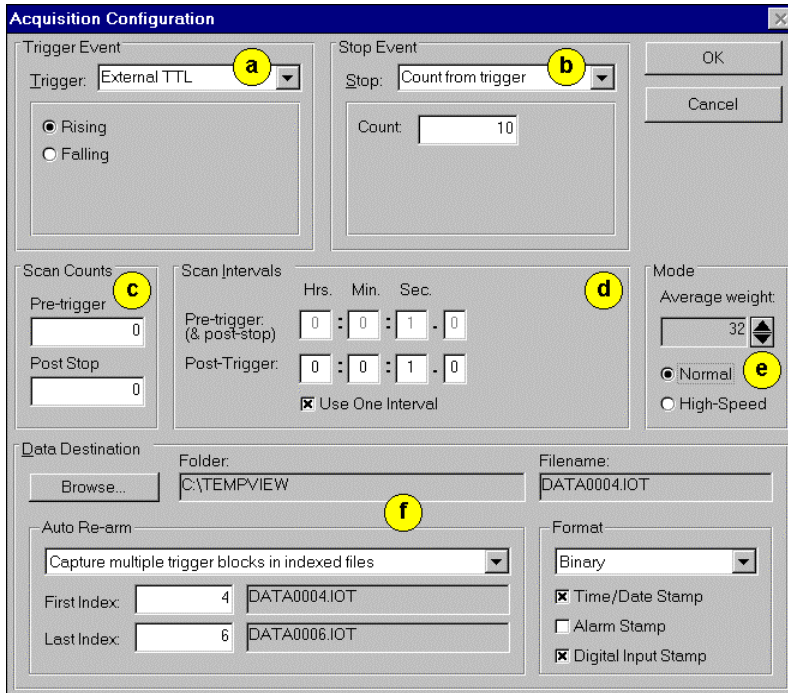 Acquisition Configuration
Trigger Event
Trigger: External TTL
a
Rising
Falling
Stop Event
Stop: Count from trigger
b
Count: 10
OK
Cancel
Scan Counts
c
Pre-trigger
0
Post Stop
0
Scan Intervals
d
Hrs. Min. Sec.
Pre-trigger: 0 : 0 : 1 . 0
(& post-stop)
Post-Trigger: 0 : 0 : 1 . 0
Use One Interval
Mode
Average weight:
32
Normal
e
High-Speed
Data Destination
Browse...
Folder:
C:\TEMPVIEW
Filename:
DATA0004.IOT
f
Auto Re-arm
Capture multiple trigger blocks in indexed files
First Index: 4 DATA0004.IOT
Last Index: 6 DATA0006.IOT
Format
Binary
Time/Date Stamp
Alarm Stamp
Digital Input Stamp